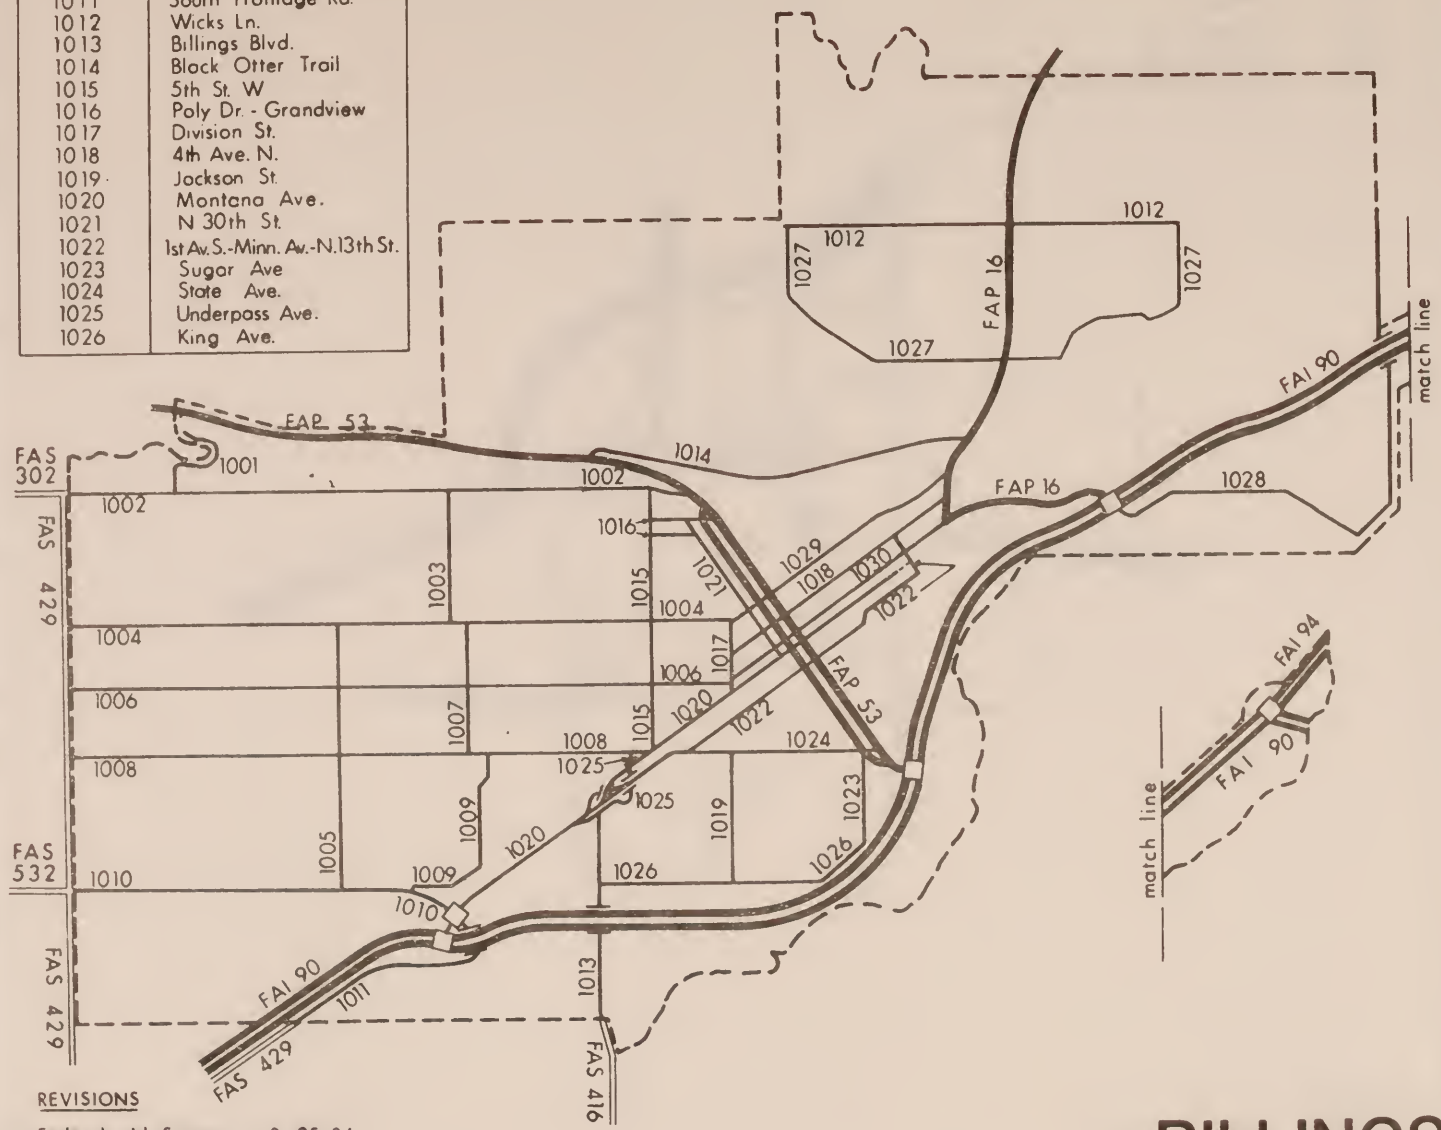 1011 South Frontage Rd.
1012 Wicks Ln.
1013 Billings Blvd.
1014 Black Otter Trail
1015 5th St. W
1016 Poly Dr. - Grandview
1017 Division St.
1018 4th Ave. N.
1019 Jackson St.
1020 Montana Ave.
1021 N 30th St.
1022 1st Av. S.-Minn. Av.-N.13th St.
1023 Sugar Ave
1024 State Ave.
1025 Underpass Ave.
1026 King Ave.
1012
1012
1027
1027
FAP 16
1027
match line
FAI 90
FAP 53
FAS
302
1001
1014
1002
1002
FAP 16
1028
1016
FAS 429
1003
1015
1021
1029
1018
1030
1022
1004
1004
1017
FAP 53
FAI 94
1006
1006
1007
1015
1020
1022
1008
1008
1024
1025
1025
FAI 90
match line
1005
1009
1019
1023
1020
FAS
532
1010
1009
1026
1026
1010
FAI 90
1011
1013
FAS 429
FAS 429
FAS 416
REVISIONS
BILLINGS